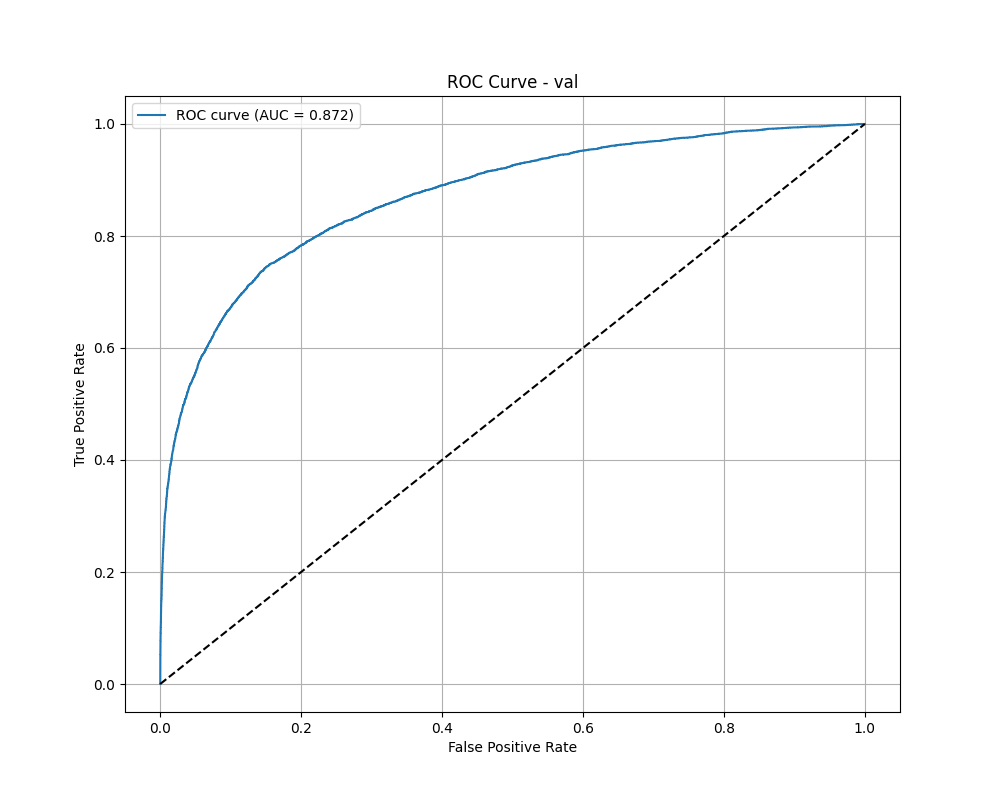 ROC Curve - val
ROC curve (AUC = 0.872)
1.0
0.8
0.6
0.4
0.2
0.0
True Positive Rate
0.0 0.2 0.4 0.6 0.8 1.0
False Positive Rate